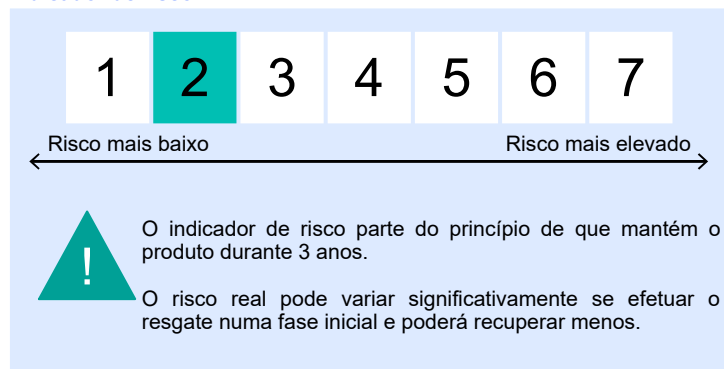 1 2 3 4 5 6 7
Risco mais baixo Risco mais elevado
!
O indicador de risco parte do princípio de que mantém o
produto durante 3 anos.
O risco real pode variar significativamente se efetuar o
resgate numa fase inicial e poderá recuperar menos.